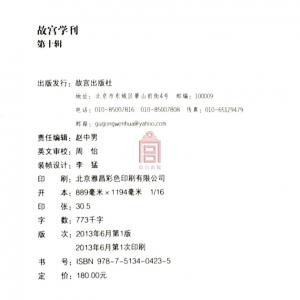 故宫学刊
第十辑
出版发行：故宫出版社
地址：北京市东城区景山前街4号 邮编：100009
电话：010-85007816 010-85007808 传真：010-65129479
邮箱：gugongwenhua@yahoo.com
责任编辑：赵中男
英文审校：周 怡
装帧设计：李 猛
印 刷：北京雅昌彩色印刷有限公司
开 本：889毫米×1194毫米 1/16
印 张：30.5
字 数：773千字
版 次：2013年6月第1版
2013年6月第1次印刷
书 号：ISBN 978-7-5134-0423-5
定 价：180.00元